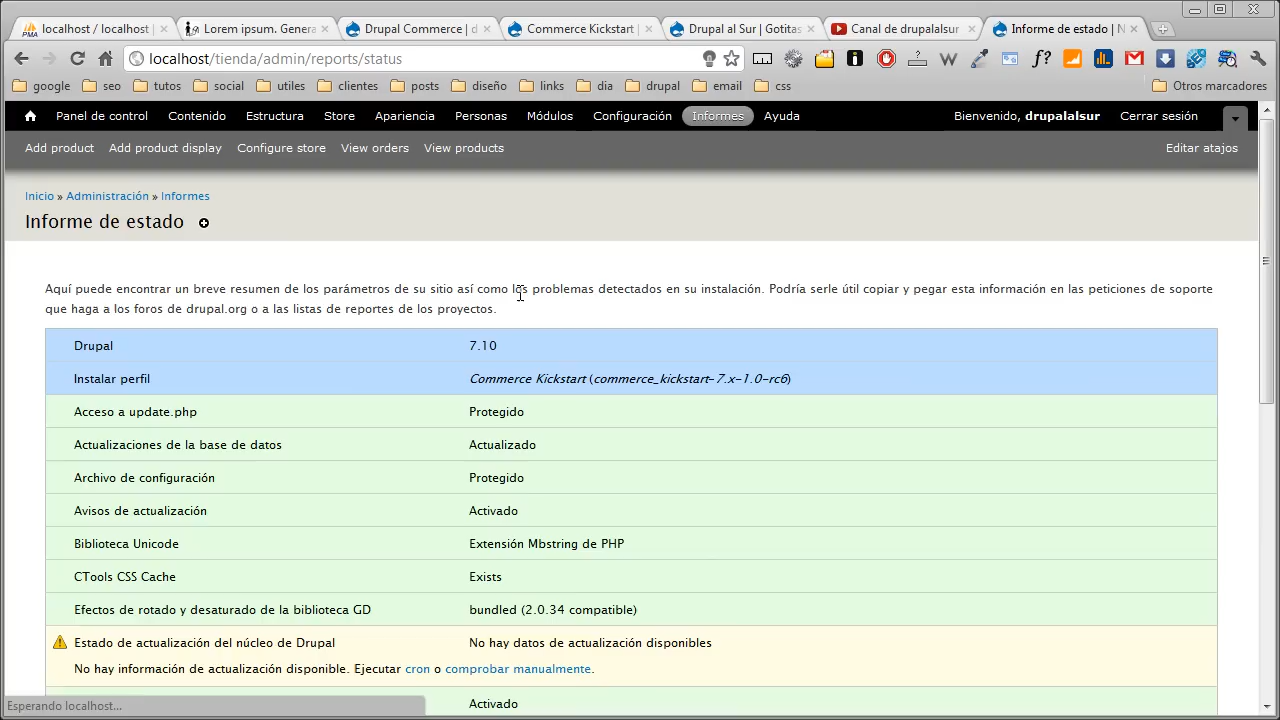 localhost / localhost |
Lorem ipsum. Genera
Drupal Commerce | d
Commerce Kickstart |
Drupal al Sur | Gotitas
Canal de drupalalsur
Informe de estado | N
localhost/tienda/admin/reports/status
google seo tutos social utiles clientes posts diseño links dia drupal email css Otros marcadores
Panel de control Contenido Estructura Store Apariencia Personas Módulos Configuración Informes Ayuda Bienvenido, drupalalsur Cerrar sesión
Add product Add product display Configure store View orders View products Editar atajos
Inicio » Administración » Informes
Informe de estado
Aquí puede encontrar un breve resumen de los parámetros de su sitio así como los problemas detectados en su instalación. Podría serle útil copiar y pegar esta información en las peticiones de soporte
que haga a los foros de drupal.org o a las listas de reportes de los proyectos.
Drupal 7.10
Instalar perfil Commerce Kickstart (commerce_kickstart-7.x-1.0-rc6)
Acceso a update.php Protegido
Actualizaciones de la base de datos Actualizado
Archivo de configuración Protegido
Avisos de actualización Activado
Biblioteca Unicode Extensión Mbstring de PHP
CTools CSS Cache Exists
Efectos de rotado y desaturado de la biblioteca GD bundled (2.0.34 compatible)
Estado de actualización del núcleo de Drupal No hay datos de actualización disponibles
No hay información de actualización disponible. Ejecutar cron o comprobar manualmente.
Activado
Esperando localhost...